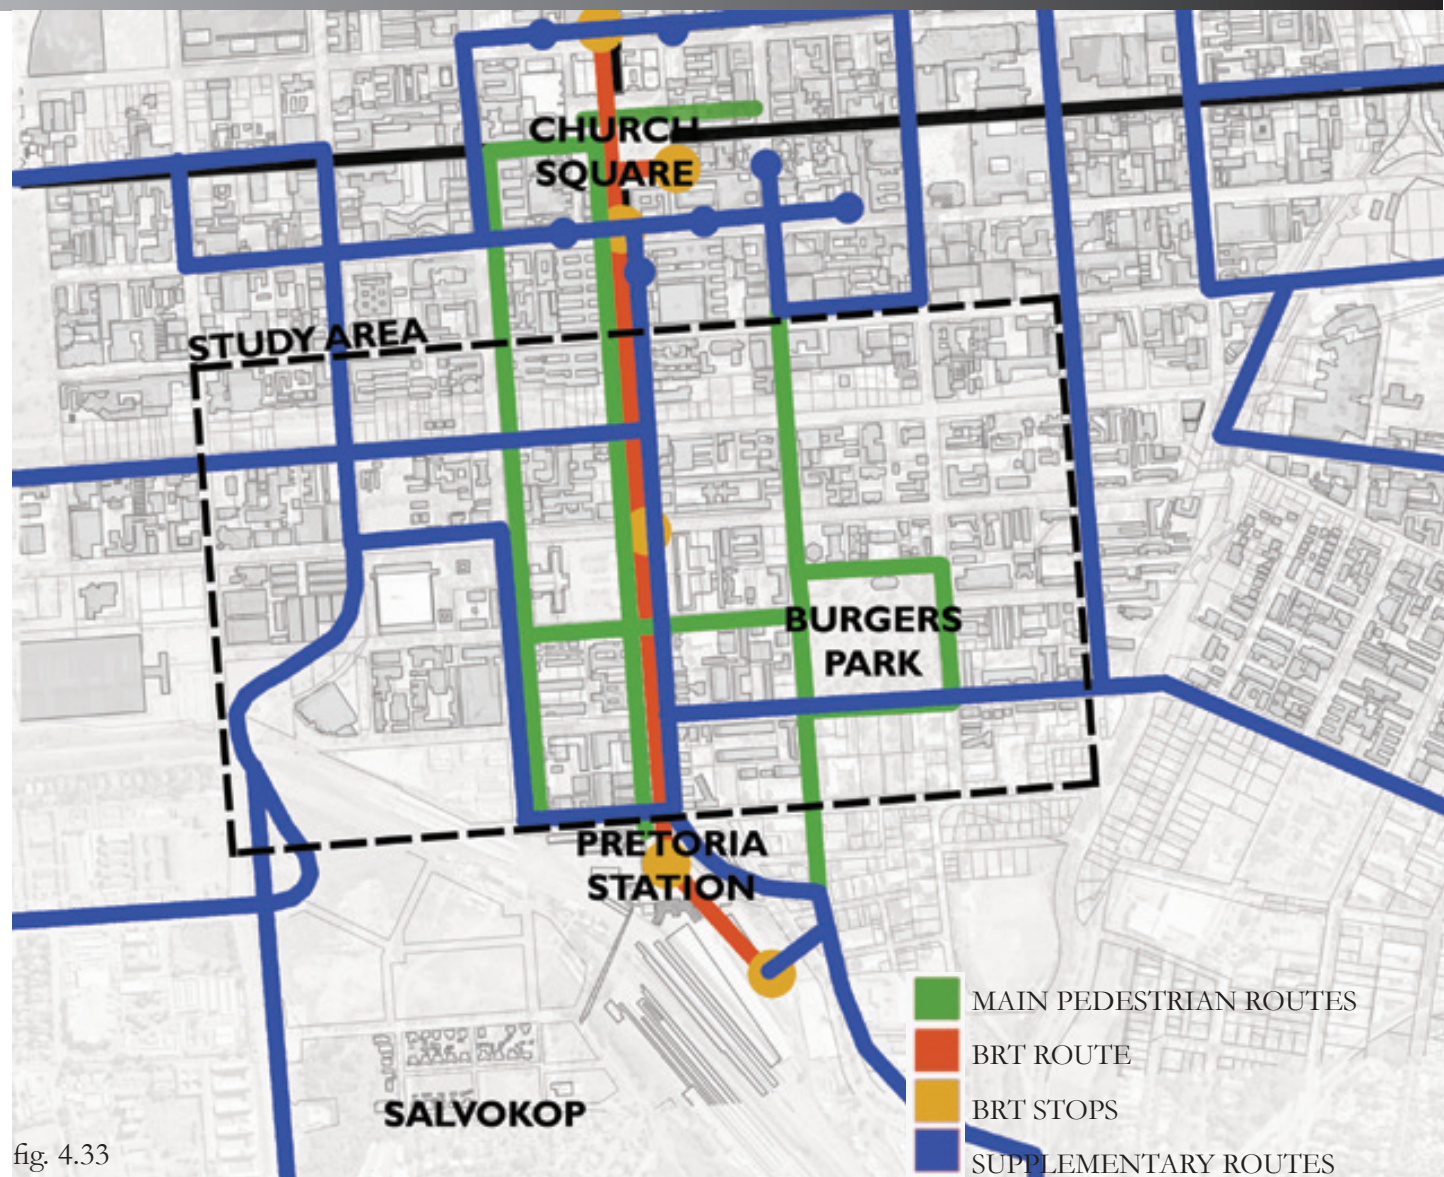 CHURCH
SQUARE
STUDY AREA
BURGERS
PARK
PRETORIA
STATION
SALVOKOP
MAIN PEDESTRIAN ROUTES
BRT ROUTE
BRT STOPS
SUPPLEMENTARY ROUTES
fig. 4.33